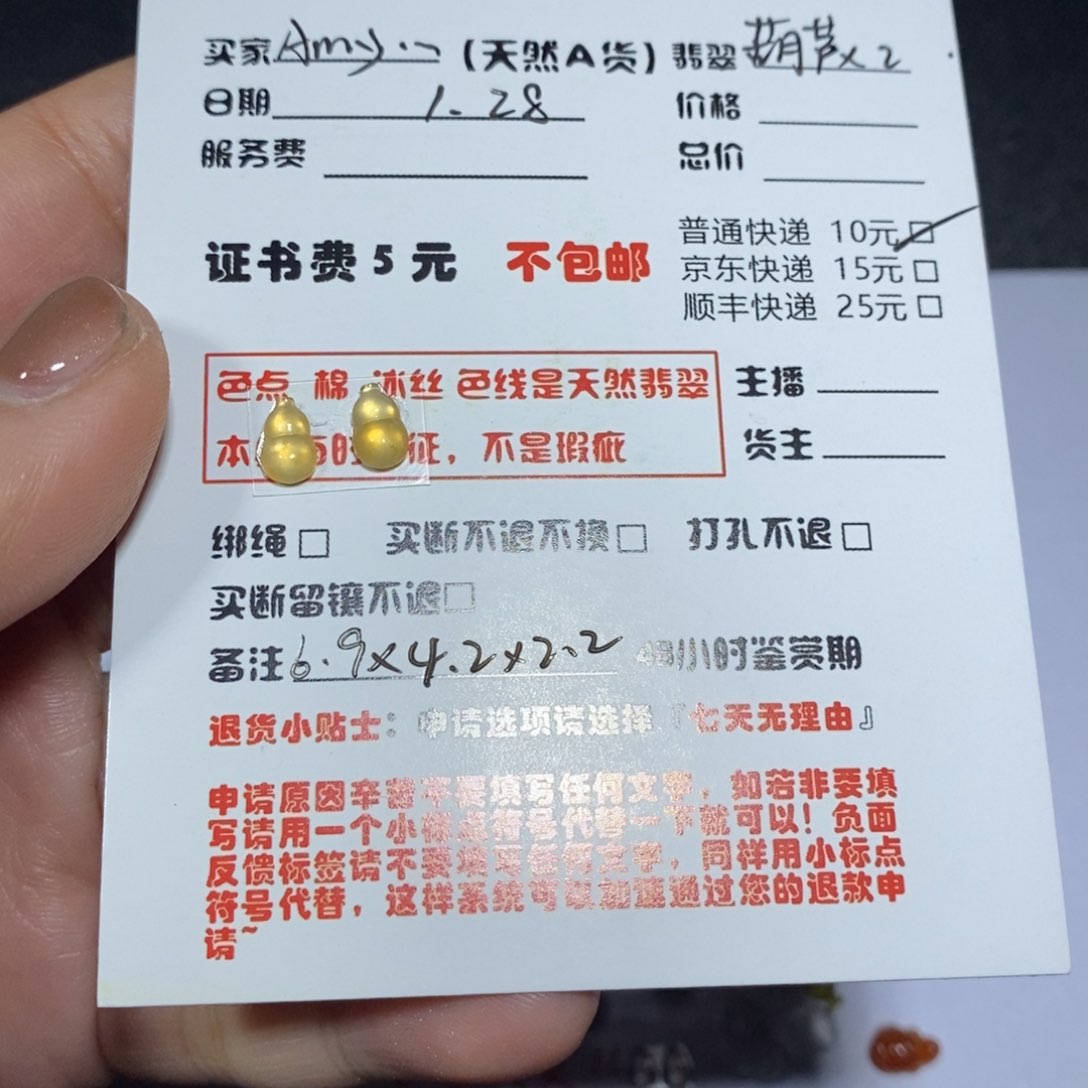 买家 Amy.. (天然A货) 翡翠 葫芦x2
日期 1.28 价格
服务费 总价
证书费5元 不包邮
普通快递 10元□
京东快递 15元□
顺丰快递 25元□
色点 棉 冰丝 色线是天然翡翠
本 的 征，不是瑕疵
主播
货主
绑绳□ 买断不退不换□ 打孔不退□
买断留镶不退□
备注 6.9x4.2x2.2 48小时鉴赏期
退货小贴士：申请选项请选择『七天无理由』
申请原因辛苦不要填写任何文字，如若非要填
写请用一个小标点符号代替一下就可以！负面
反馈标签请不要填写任何文字，同样用小标点
符号代替，这样系统可以加速通过您的退款申
请~